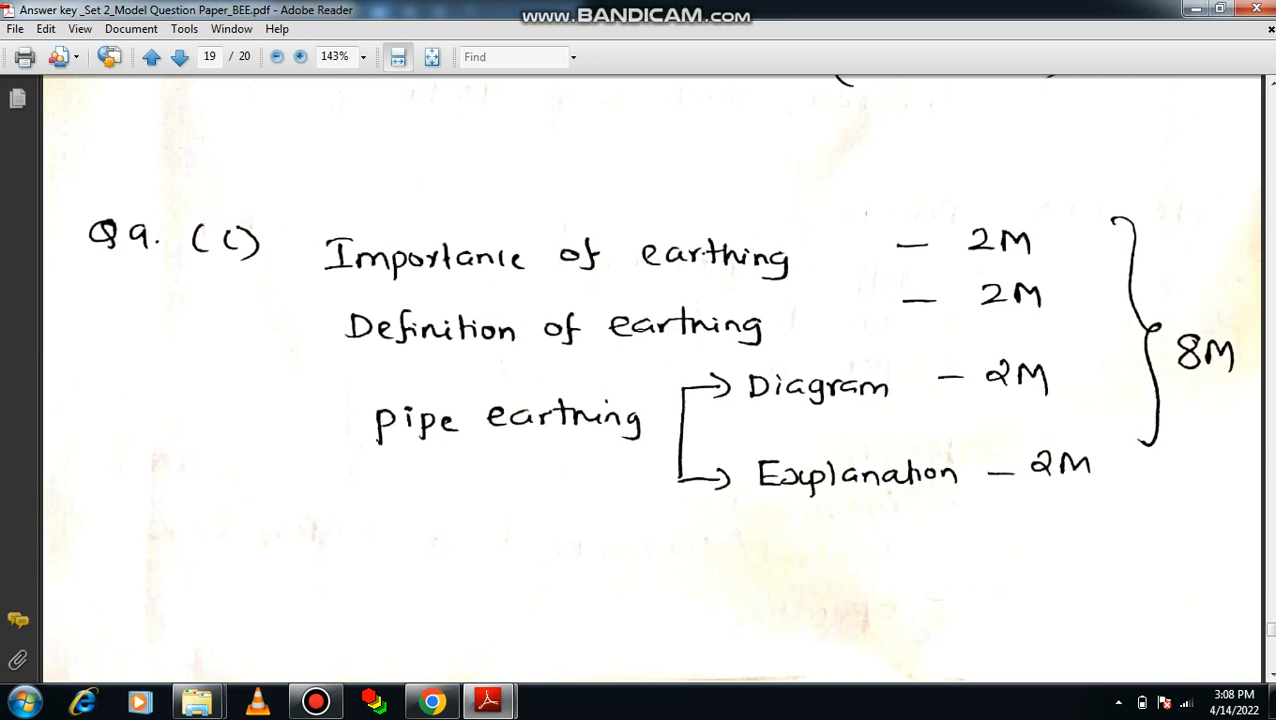 Answer key _Set 2_Model Question Paper_BEE.pdf - Adobe Reader
www.BANDICAM.com
File Edit View Document Tools Window Help
19 / 20 143% Find
Q9. (C) Importance of earthing - 2M
Definition of earthing - 2M
pipe earthing → Diagram - 2M
→ Explanation - 2M
8M
3:08 PM
4/14/2022